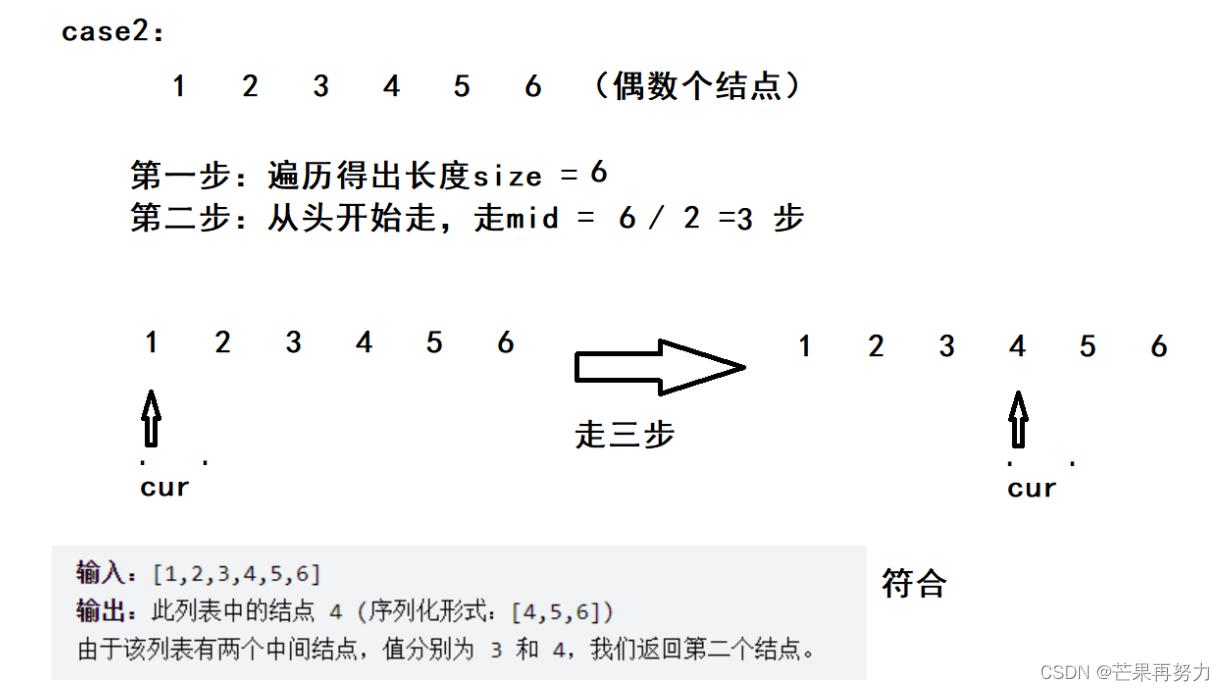 case2：
1 2 3 4 5 6 （偶数个结点）
第一步：遍历得出长度size = 6
第二步：从头开始走，走mid = 6 / 2 =3 步
1 2 3 4 5 6 1 2 3 4 5 6
走三步
cur cur
输入：[1,2,3,4,5,6]
符合
输出：此列表中的结点 4 (序列化形式：[4,5,6])
由于该列表有两个中间结点，值分别为 3 和 4，我们返回第二个结点。
CSDN @芒果再努力